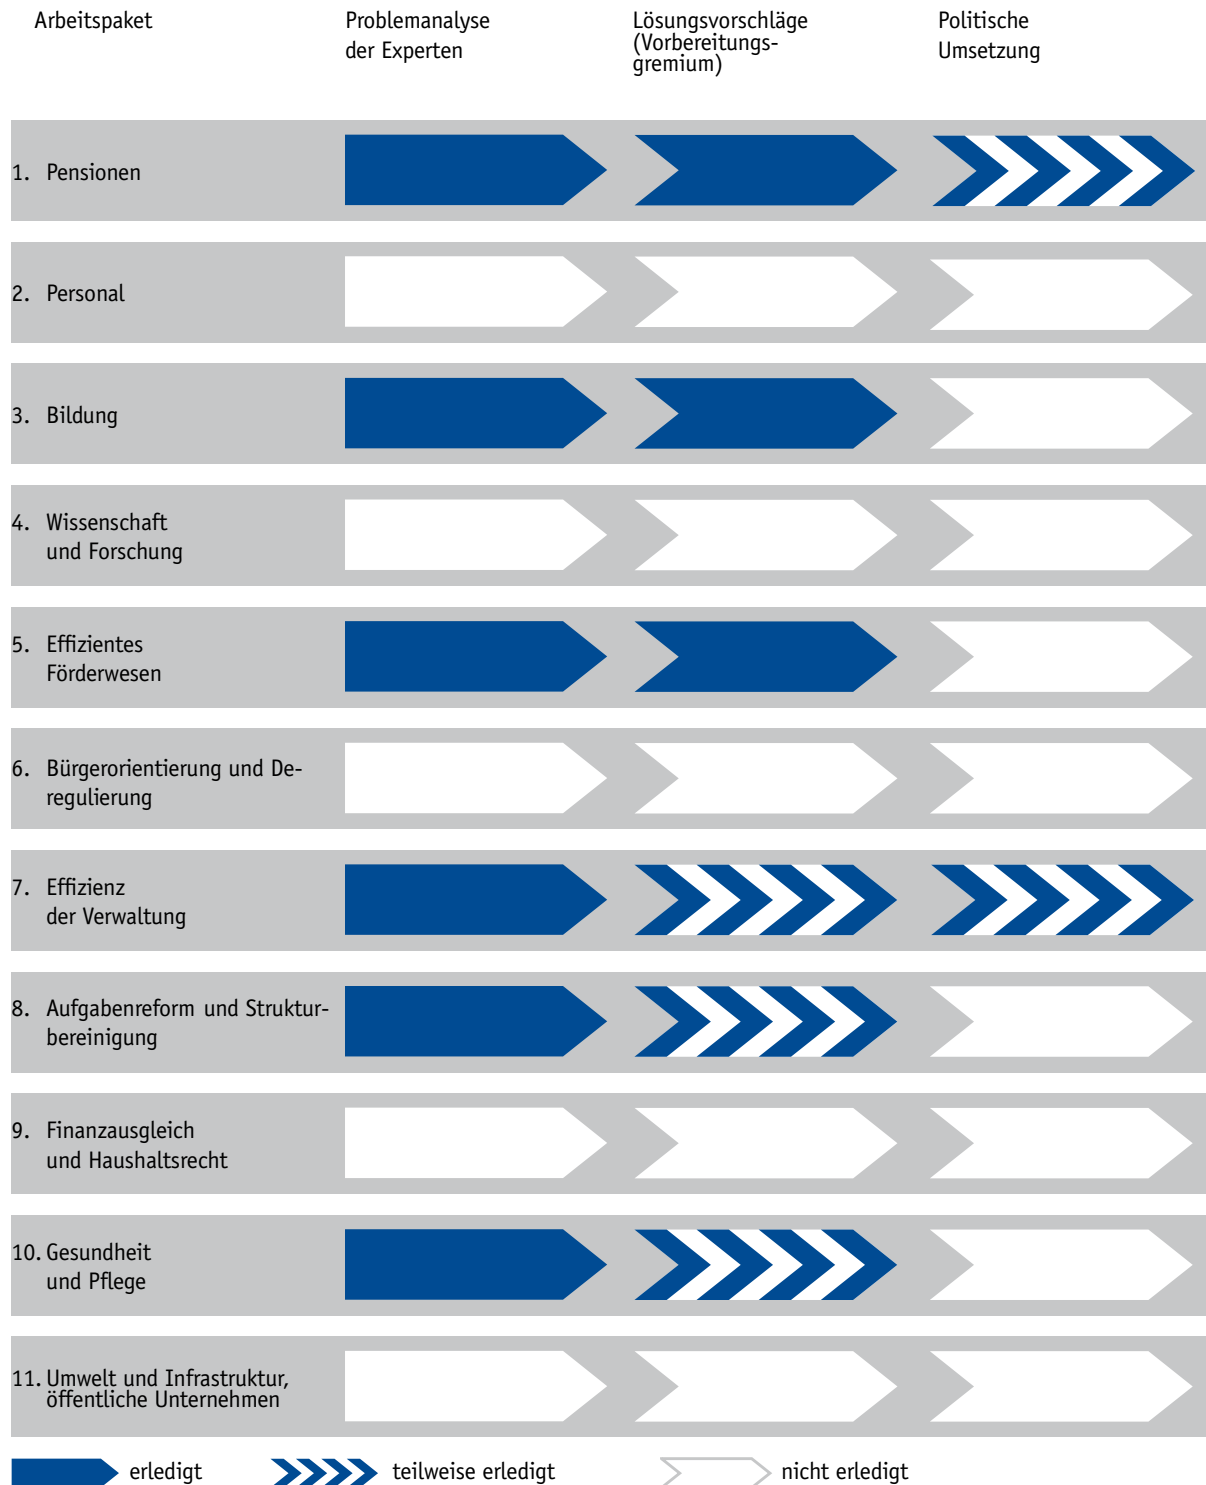 Arbeitspaket
Problemanalyse
der Experten
Lösungsvorschläge
(Vorbereitungs-
gremium)
Politische
Umsetzung
1. Pensionen
2. Personal
3. Bildung
4. Wissenschaft
und Forschung
5. Effizientes
Förderwesen
6. Bürgerorientierung und De-
regulierung
7. Effizienz
der Verwaltung
8. Aufgabenreform und Struktur-
bereinigung
9. Finanzausgleich
und Haushaltsrecht
10. Gesundheit
und Pflege
11. Umwelt und Infrastruktur,
öffentliche Unternehmen
erledigt
teilweise erledigt
nicht erledigt